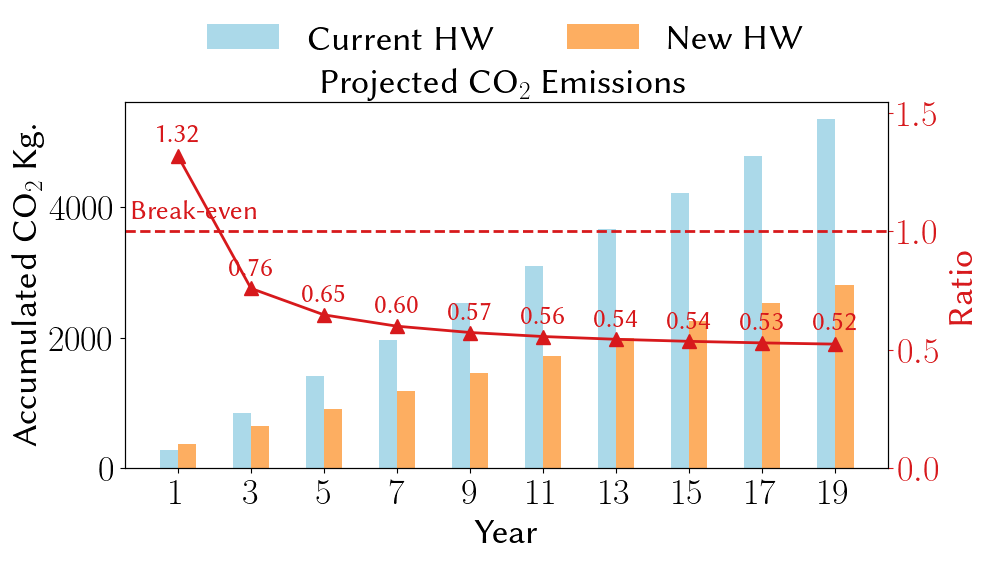 Current HW New HW
Projected CO₂ Emissions
Accumulated CO₂ Kg.
4000
2000
0
1.32
Break-even
0.76
0.65
0.60
0.57
0.56
0.54
0.54
0.53
0.52
1.5
1.0
0.5
0.0
Ratio
1 3 5 7 9 11 13 15 17 19
Year